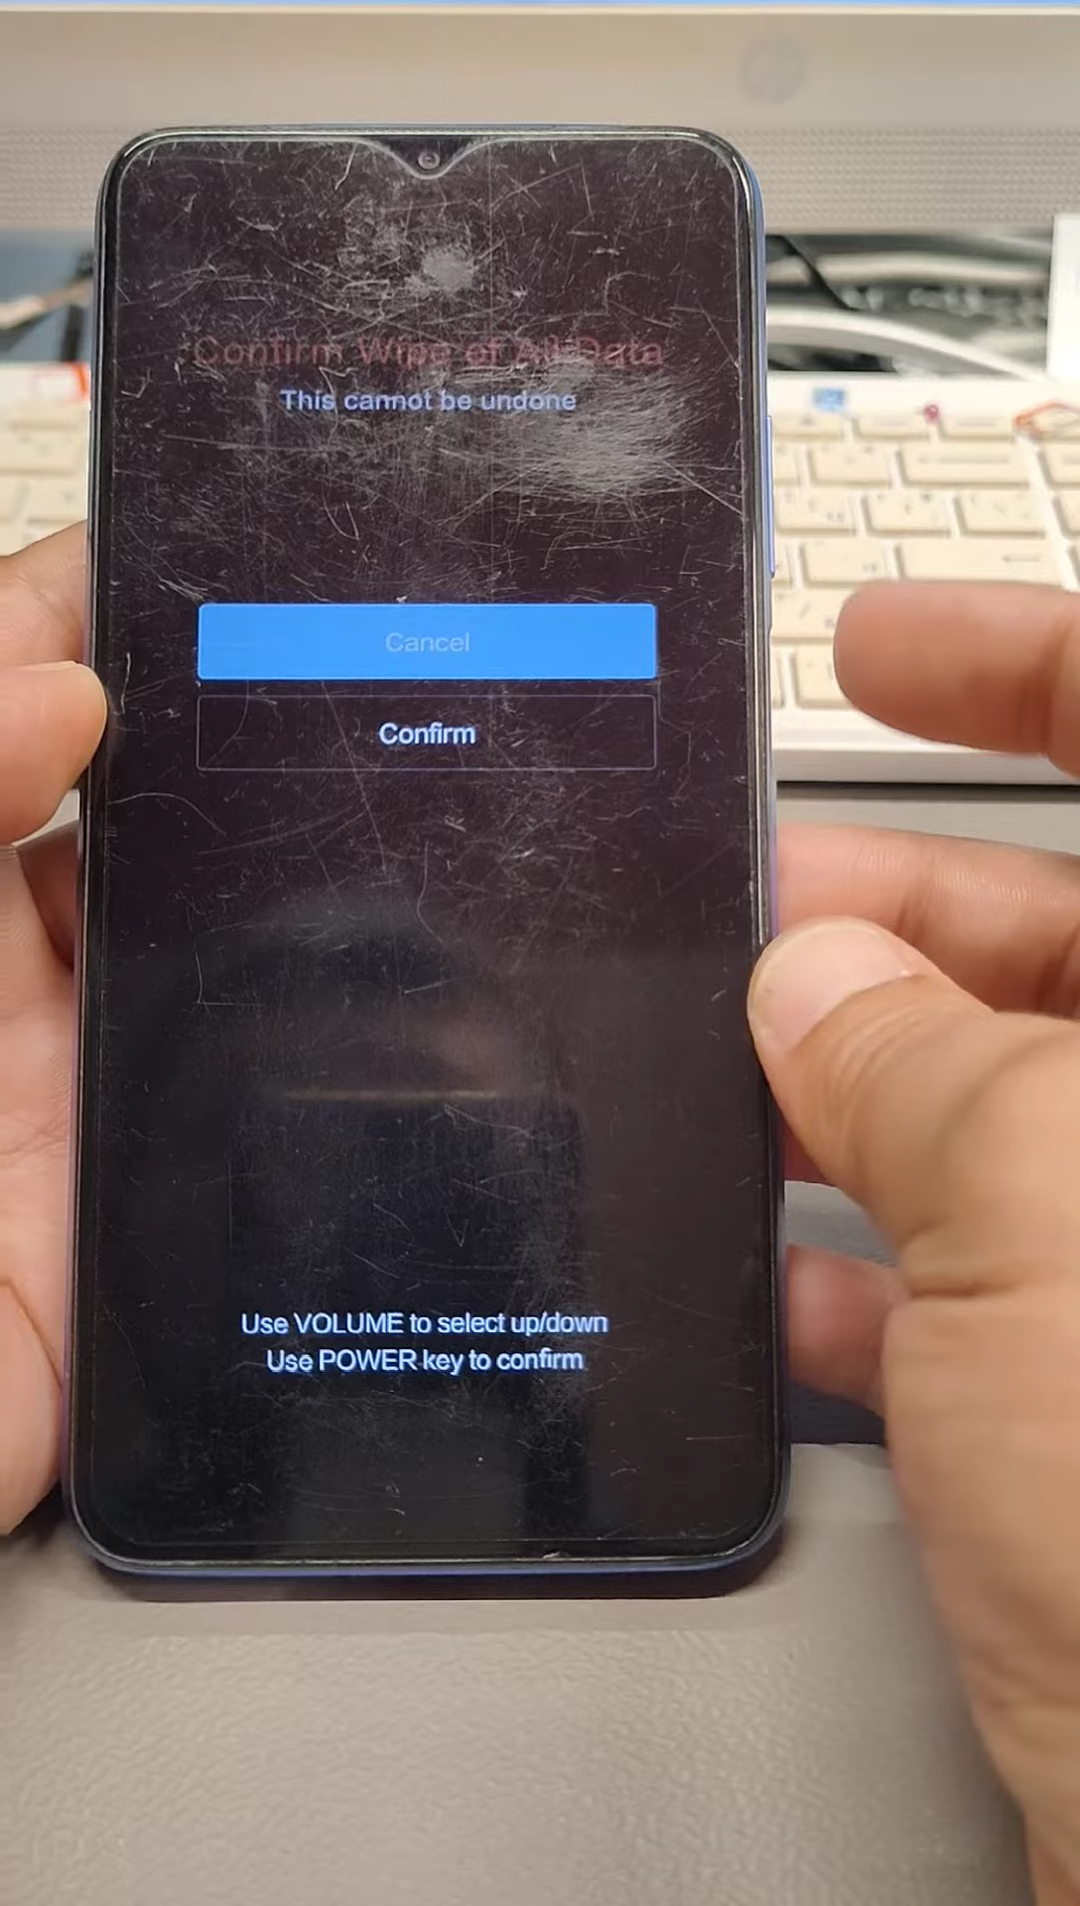 Confirm Wipe of All Data
This cannot be undone
Cancel
Confirm
Use VOLUME to select up/down
Use POWER key to confirm